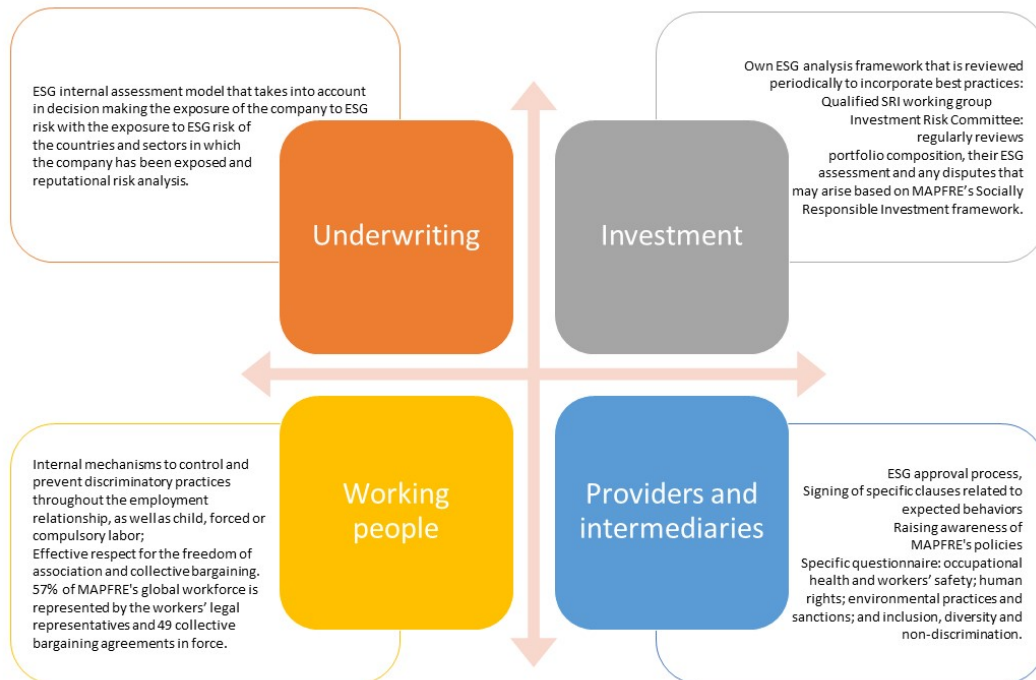 ESG internal assessment model that takes into account
in decision making the exposure of the company to ESG
risk with the exposure to ESG risk of
the countries and sectors in which
the company has been exposed and
reputational risk analysis.
Underwriting
Own ESG analysis framework that is reviewed
periodically to incorporate best practices:
Qualified SRI working group
Investment Risk Committee:
regularly reviews
portfolio composition, their ESG
assessment and any disputes that
may arise based on MAPFRE's Socially
Responsible Investment framework.
Investment
Internal mechanisms to control and
prevent discriminatory practices
throughout the employment
relationship, as well as child, forced or
compulsory labor;
Effective respect for the freedom of
association and collective bargaining.
57% of MAPFRE's global workforce is
represented by the workers' legal
representatives and 49 collective
bargaining agreements in force.
Working
people
Providers and
intermediaries
ESG approval process,
Signing of specific clauses related to
expected behaviors
Raising awareness of
MAPFRE's policies
Specific questionnaire: occupational
health and workers' safety; human
rights; environmental practices and
sanctions; and inclusion, diversity and
non-discrimination.